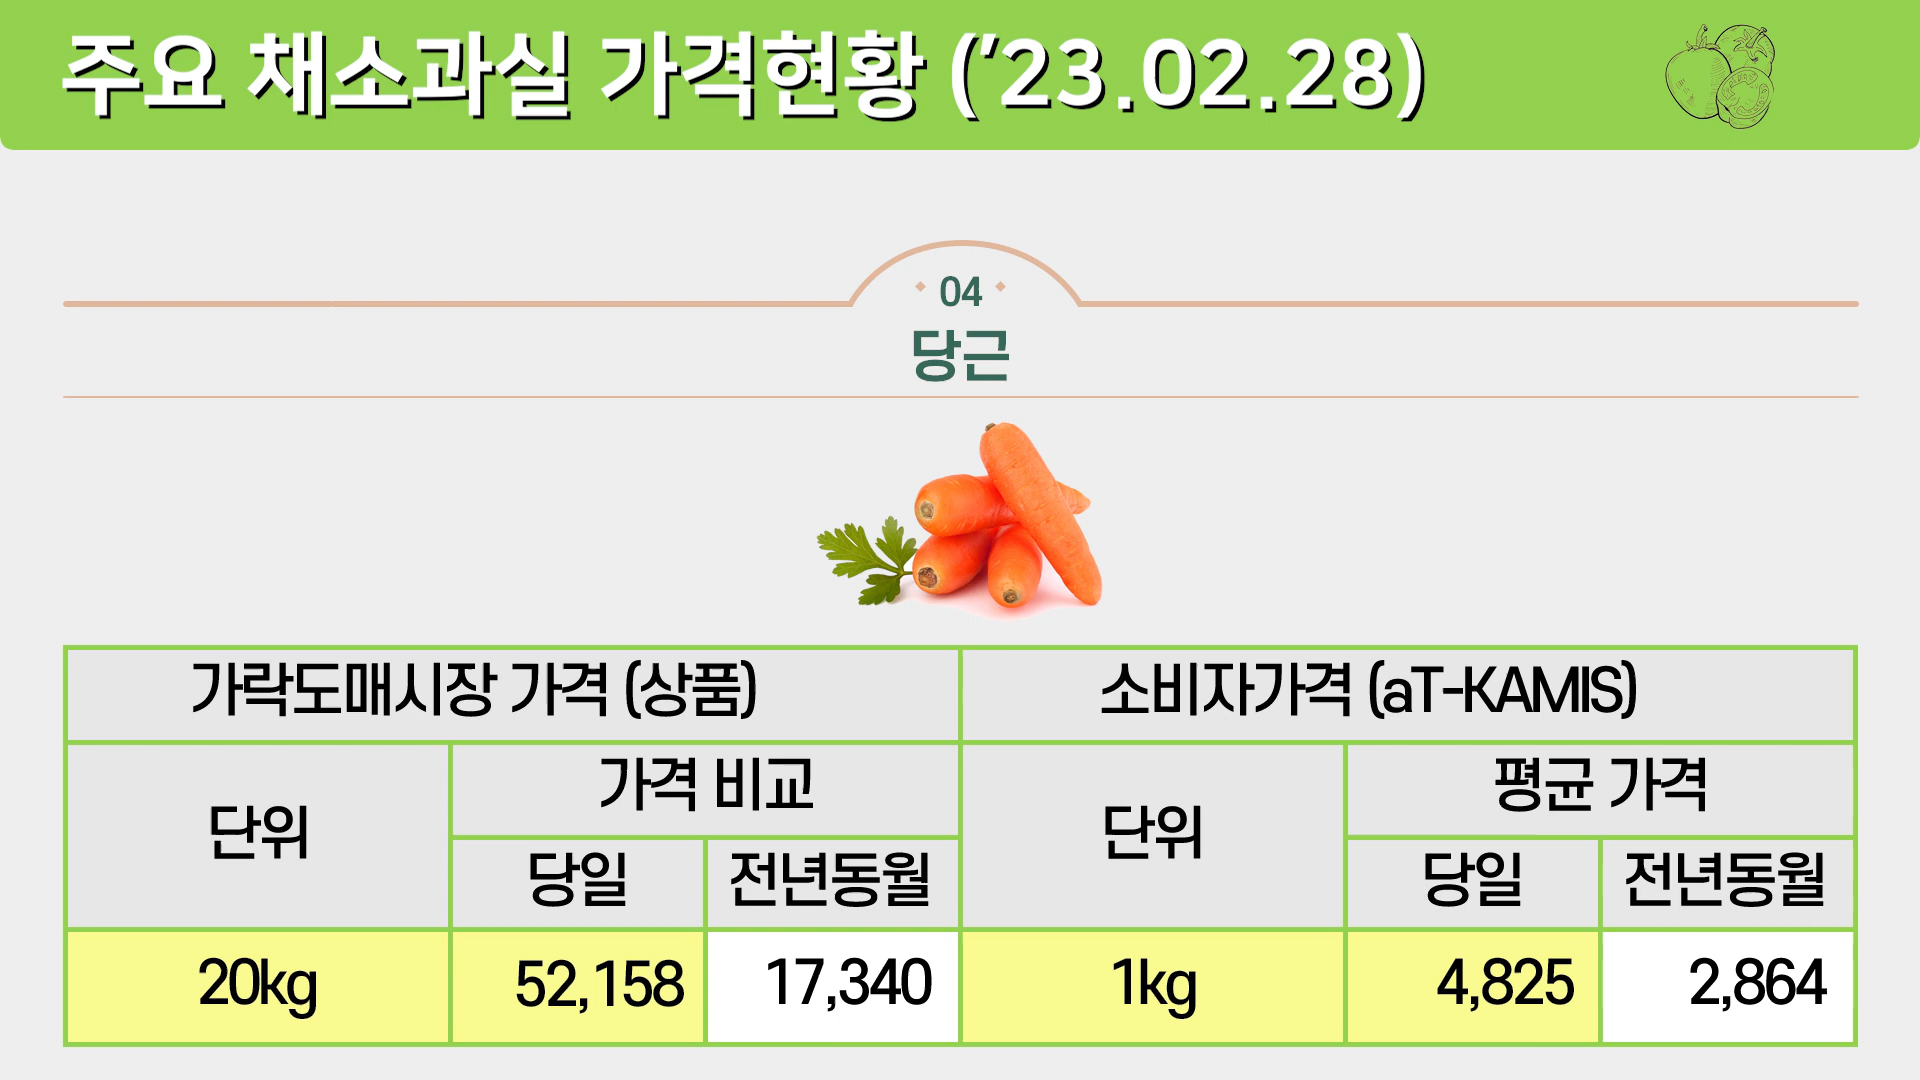 주요 채소과실 가격현황 (’23.02.28)
04
당근
가락도매시장 가격 (상품) 소비자가격 (aT-KAMIS)
단위 가격 비교 단위 평균 가격
당일 전년동월 당일 전년동월
20kg 52,158 17,340 1kg 4,825 2,864